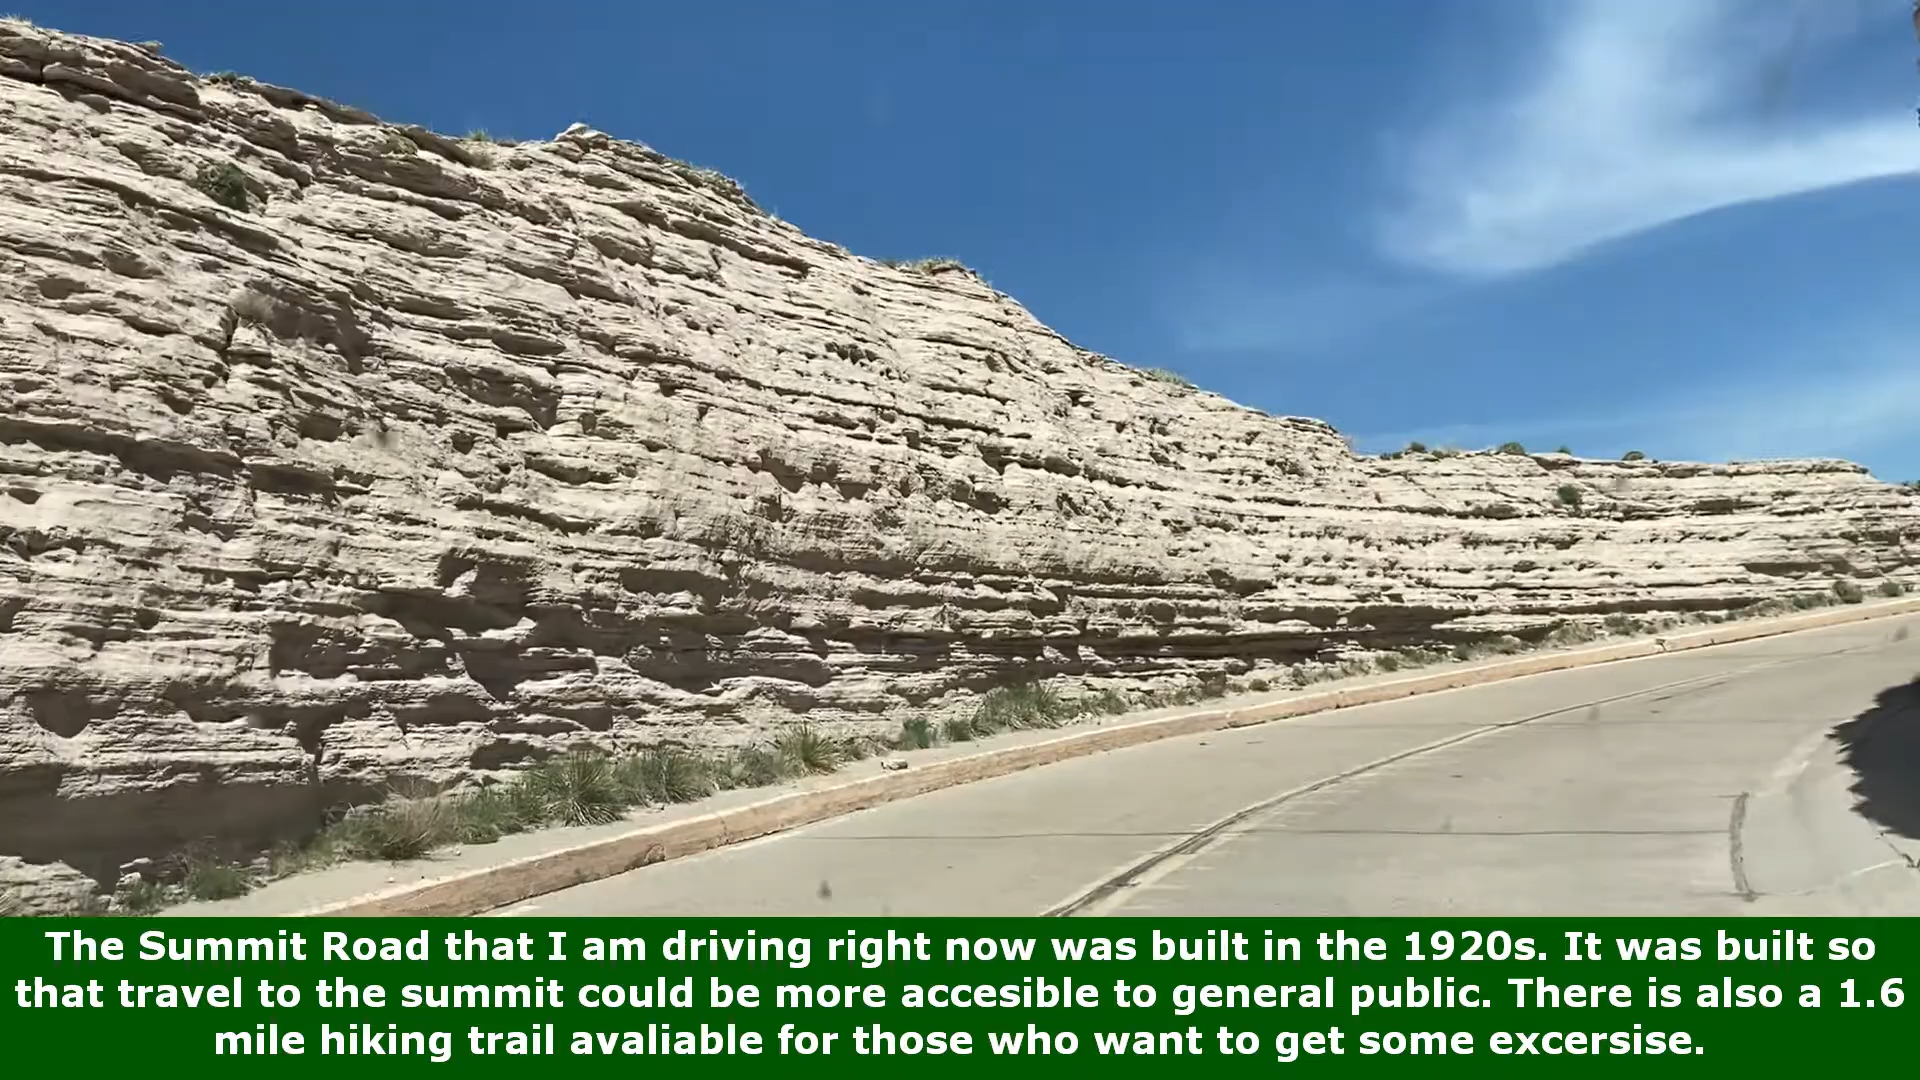 The Summit Road that I am driving right now was built in the 1920s. It was built so
that travel to the summit could be more accesible to general public. There is also a 1.6
mile hiking trail avaliable for those who want to get some excersise.